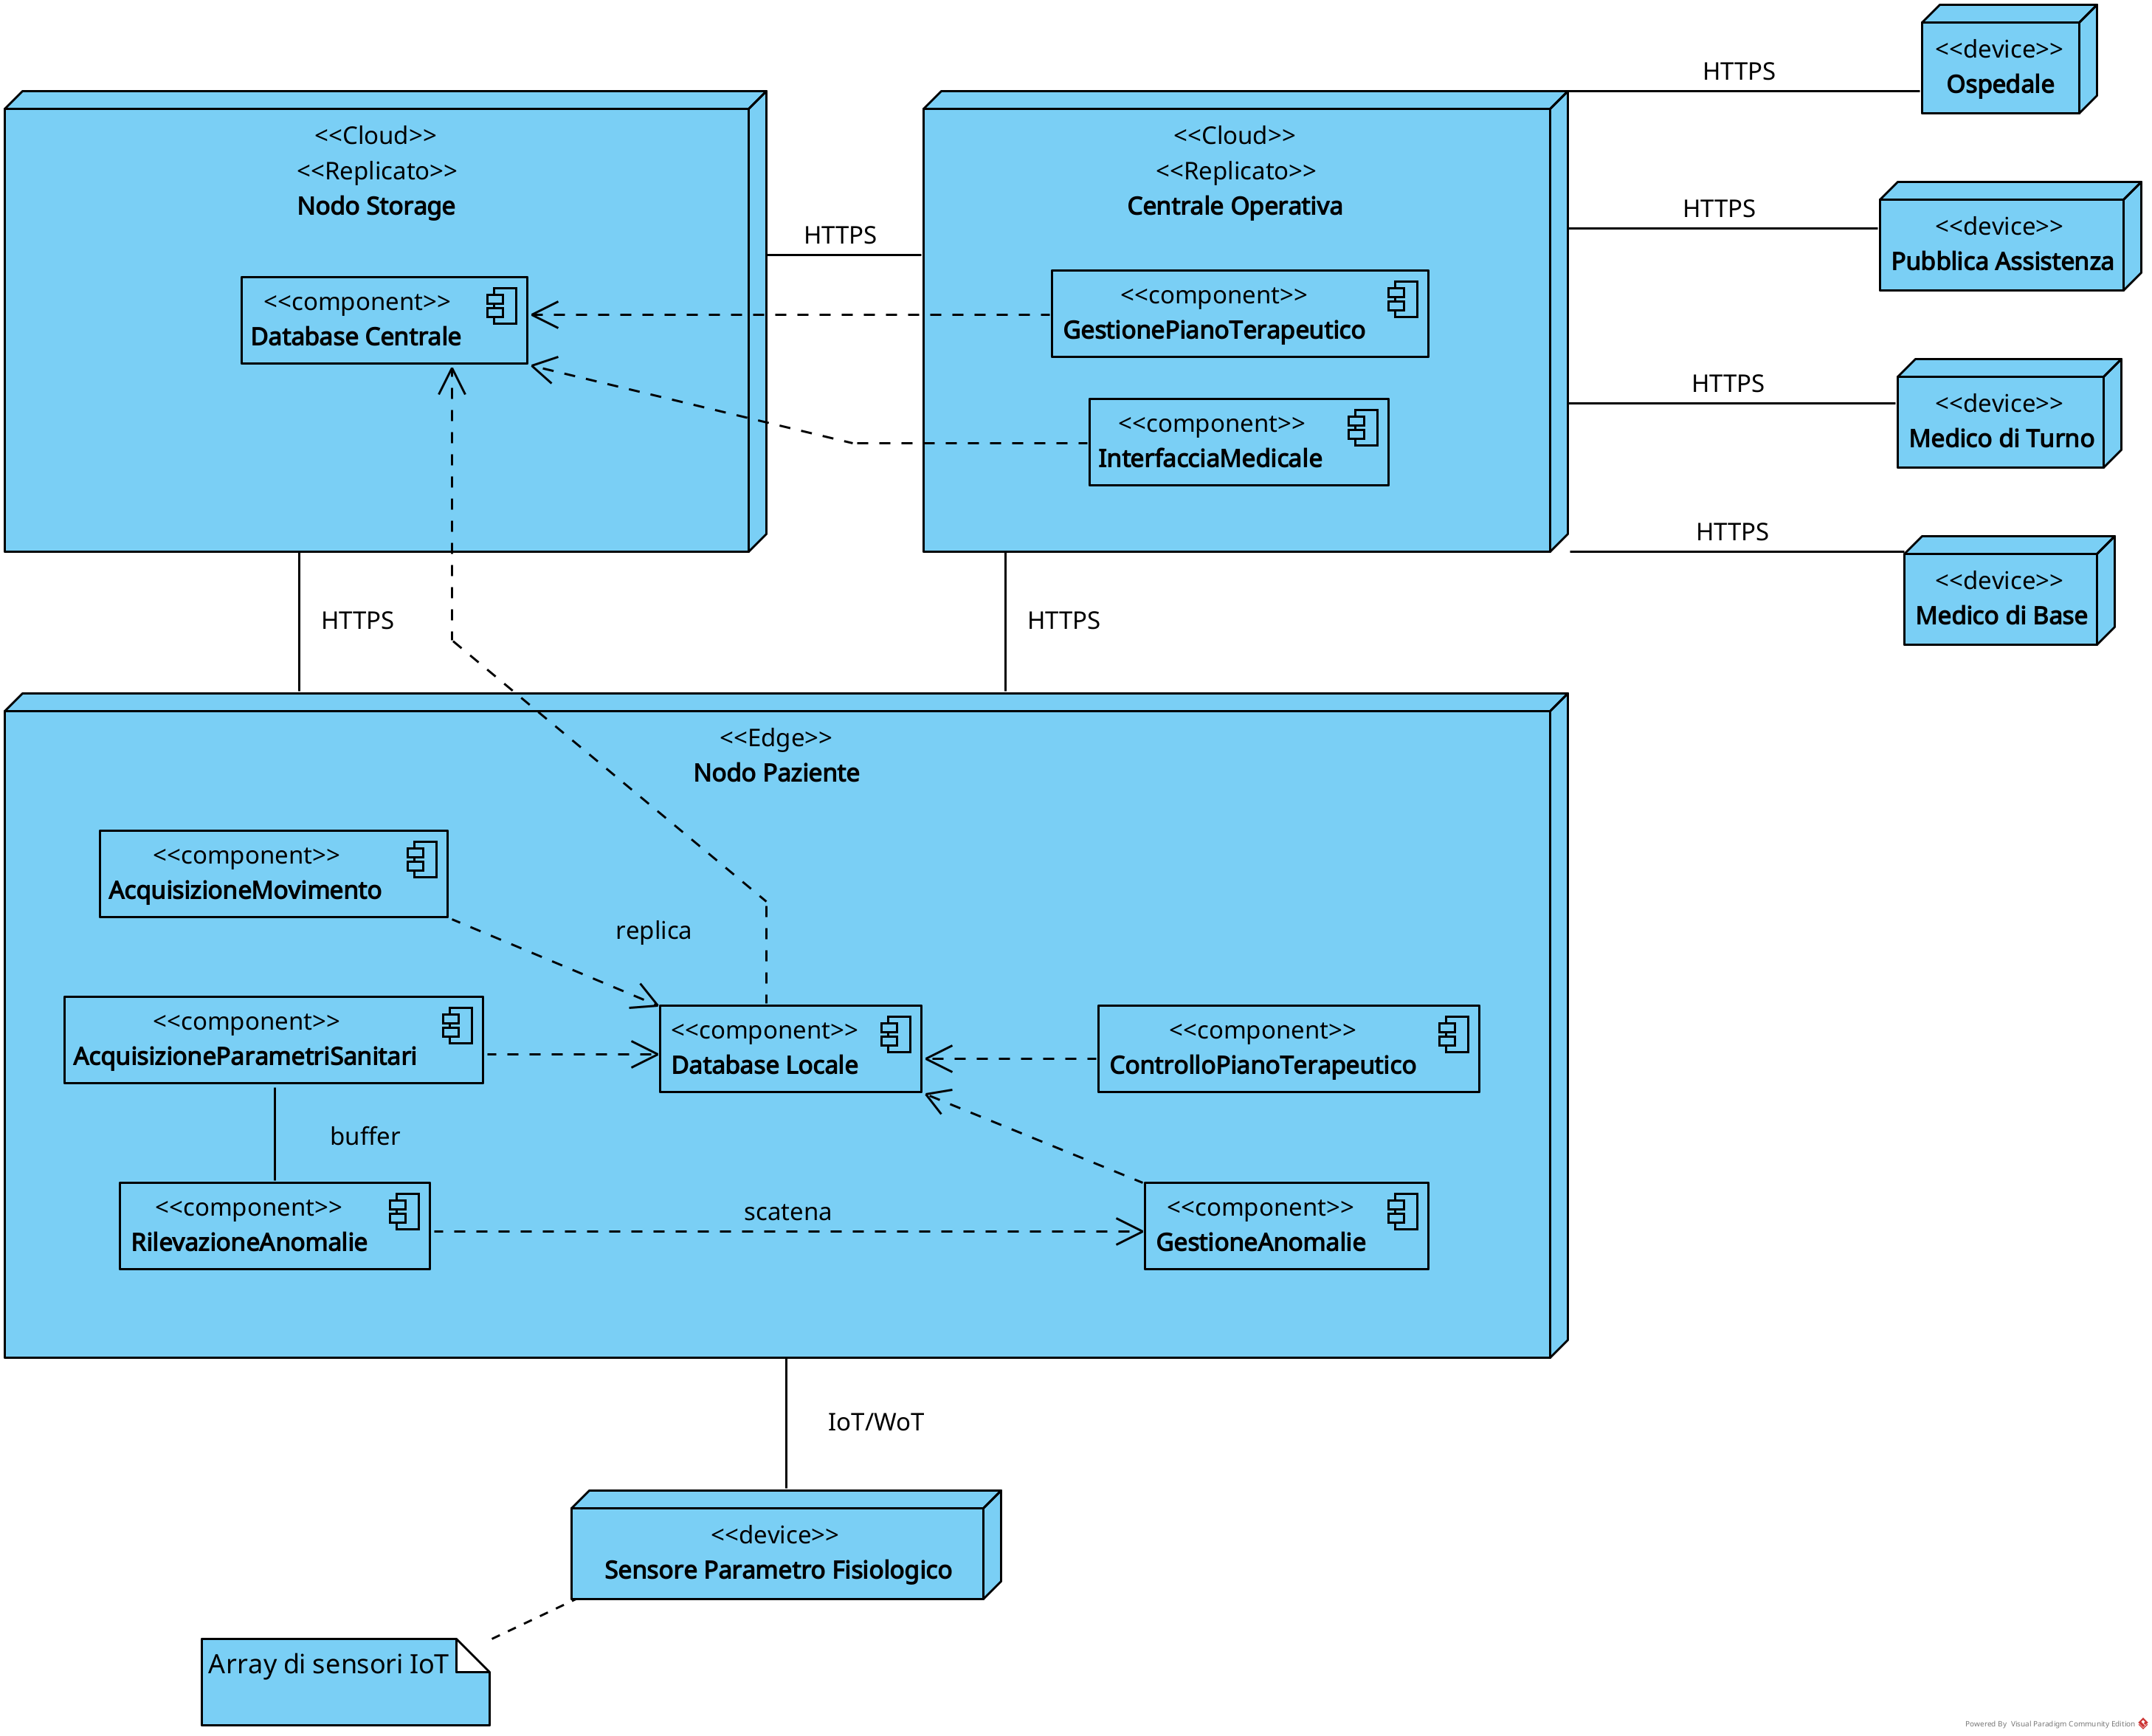 <<device>>
Ospedale
HTTPS
<<Cloud>>
<<Replicato>>
Nodo Storage
<<Cloud>>
<<Replicato>>
Centrale Operativa
HTTPS
<<device>>
Pubblica Assistenza
HTTPS
<<component>>
Database Centrale
<<component>>
GestionePianoTerapeutico
HTTPS
<<device>>
Medico di Turno
<<component>>
InterfacciaMedicale
HTTPS
<<device>>
Medico di Base
HTTPS
HTTPS
<<Edge>>
Nodo Paziente
<<component>>
AcquisizioneMovimento
replica
<<component>>
AcquisizioneParametriSanitari
<<component>>
Database Locale
<<component>>
ControlloPianoTerapeutico
buffer
<<component>>
RilevazioneAnomalie
scatena
<<component>>
GestioneAnomalie
IoT/WoT
<<device>>
Sensore Parametro Fisiologico
Array di sensori IoT
Powered By Visual Paradigm Community Edition